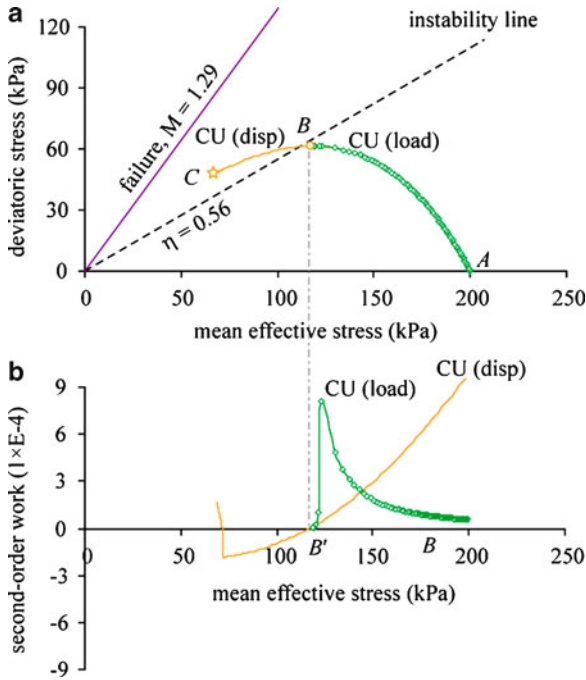 a
instability line
120
90
60
30
0
deviatoric stress (kPa)
failure, M = 1.29
CU (disp)
B
CU (load)
C
η = 0.56
A
0
50
100
150
200
250
mean effective stress (kPa)
b
CU (disp)
CU (load)
9
6
3
0
-3
-6
-9
second-order work (1×E-4)
0
50
100
B'
150
B
200
250
mean effective stress (kPa)